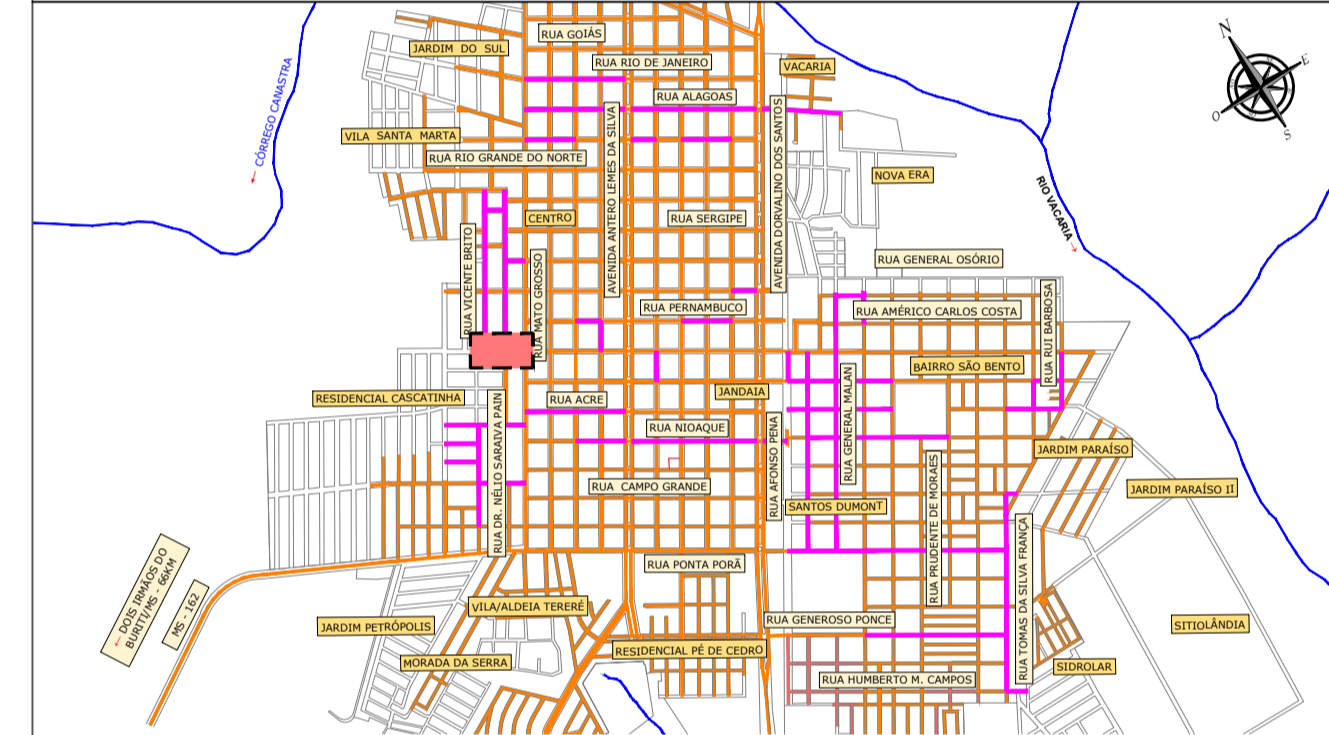 RUA GOIÁS
JARDIM DO SUL
RUA RIO DE JANEIRO
VACARIA
N
E
O
S
RUA ALAGOAS
CÓRREGO CANASTRA
←
AVENIDA ANTERO LEMES DA SILVA
AVENIDA DORVALINO DOS SANTOS
VILA SANTA MARTA
RUA RIO GRANDE DO NORTE
NOVA ERA
RIO VACARIA →
CENTRO
RUA SERGIPE
RUA VICENTE BRITO
RUA MATO GROSSO
RUA GENERAL OSÓRIO
RUA PERNAMBUCO
RUA AMÉRICO CARLOS COSTA
RUA RUI BARBOSA
BAIRRO SÃO BENTO
RUA GENERAL MALAN
JANDAIA
RESIDENCIAL CASCATINHA
RUA ACRE
RUA DR. NÉLIO SARAIVA PAIN
RUA NIOAQUE
RUA AFONSO PENA
JARDIM PARAÍSO
RUA CAMPO GRANDE
RUA PRUDENTE DE MORAES
JARDIM PARAÍSO II
SANTOS DUMONT
RUA TOMAS DA SILVA FRANÇA
← DOIS IRMÃOS DO
BURITI/MS - 66KM
MS - 162
RUA PONTA PORÃ
VILA/ALDEIA TERERÉ
JARDIM PETRÓPOLIS
RUA GENEROSO PONCE
SITIOLÂNDIA
RESIDENCIAL PÉ DE CEDRO
MORADA DA SERRA
SIDROLAR
RUA HUMBERTO M. CAMPOS